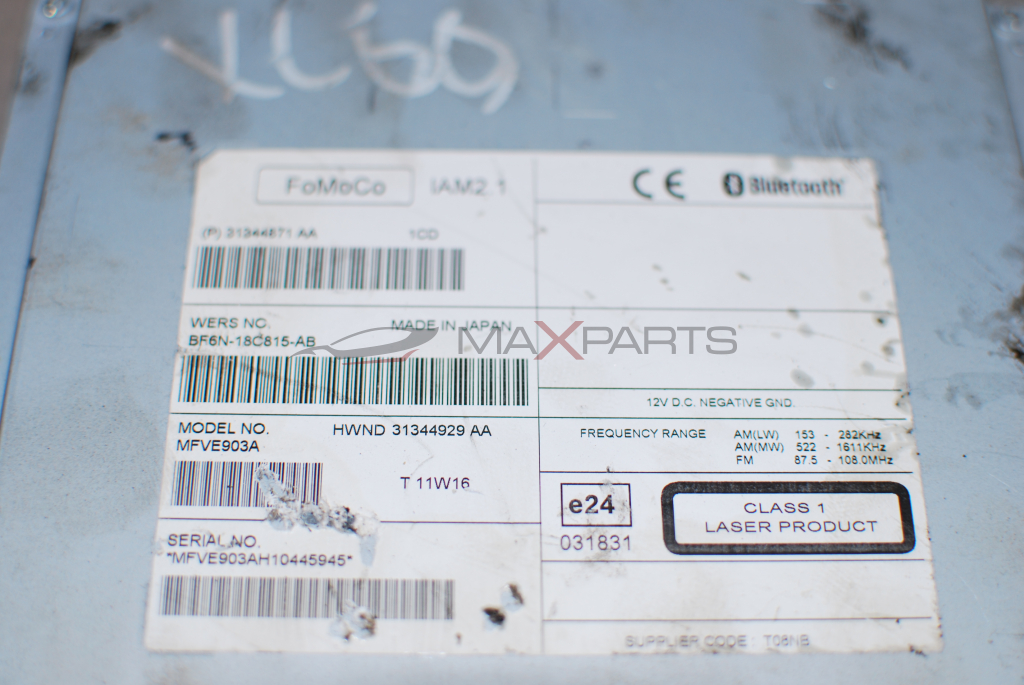 XC60
FoMoCo IAM2.1
(P) 31344871 AA 1CD
WERS NO. MADE IN JAPAN
BF6N-18C815-AB
MODEL NO. HWND 31344929 AA
MFVE903A
T 11W16
SERIAL NO.
*MFVE903AH10445945*
CE Bluetooth
12V D.C. NEGATIVE GND.
FREQUENCY RANGE AM(LW) 153 - 282KHz
AM(MW) 522 - 1611KHz
FM 87.5 - 108.0MHz
e24
031831
CLASS 1
LASER PRODUCT
SUPPLIER CODE : T08NB
MAXPARTS